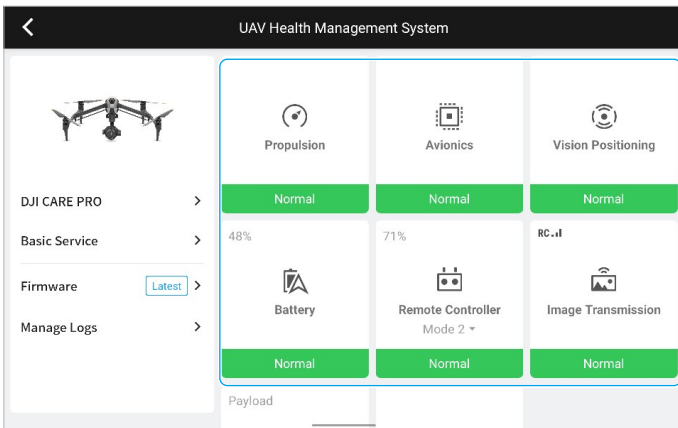 UAV Health Management System
DJI CARE PRO
Basic Service
Firmware Latest
Manage Logs
Propulsion
Normal
Avionics
Normal
Vision Positioning
Normal
48%
Battery
Normal
71%
Remote Controller
Mode 2
Normal
RC
Image Transmission
Normal
Payload